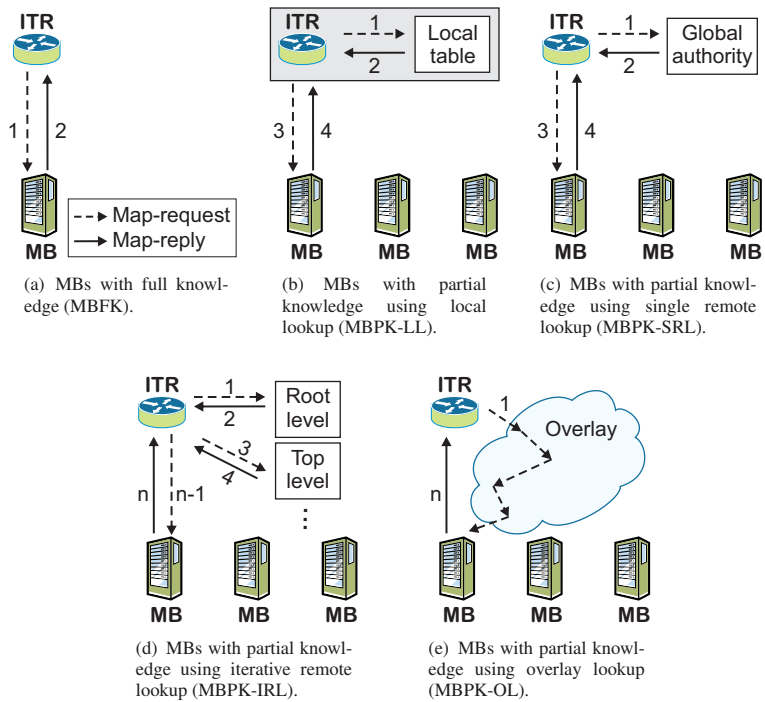 ITR
1
2
MB
Map-request
Map-reply
(a) MBs with full knowl-
edge (MBFK).
ITR
1
2
Local
table
3
4
MB
MB
MB
(b) MBs with partial
knowledge using local
lookup (MBPK-LL).
ITR
1
2
Global
authority
3
4
MB
MB
MB
(c) MBs with partial knowl-
edge using single remote
lookup (MBPK-SRL).
ITR
1
2
Root
level
3
4
Top
level
⋮
n
n-1
MB
MB
MB
(d) MBs with partial knowl-
edge using iterative remote
lookup (MBPK-IRL).
ITR
1
Overlay
n
MB
MB
MB
(e) MBs with partial knowl-
edge using overlay lookup
(MBPK-OL).